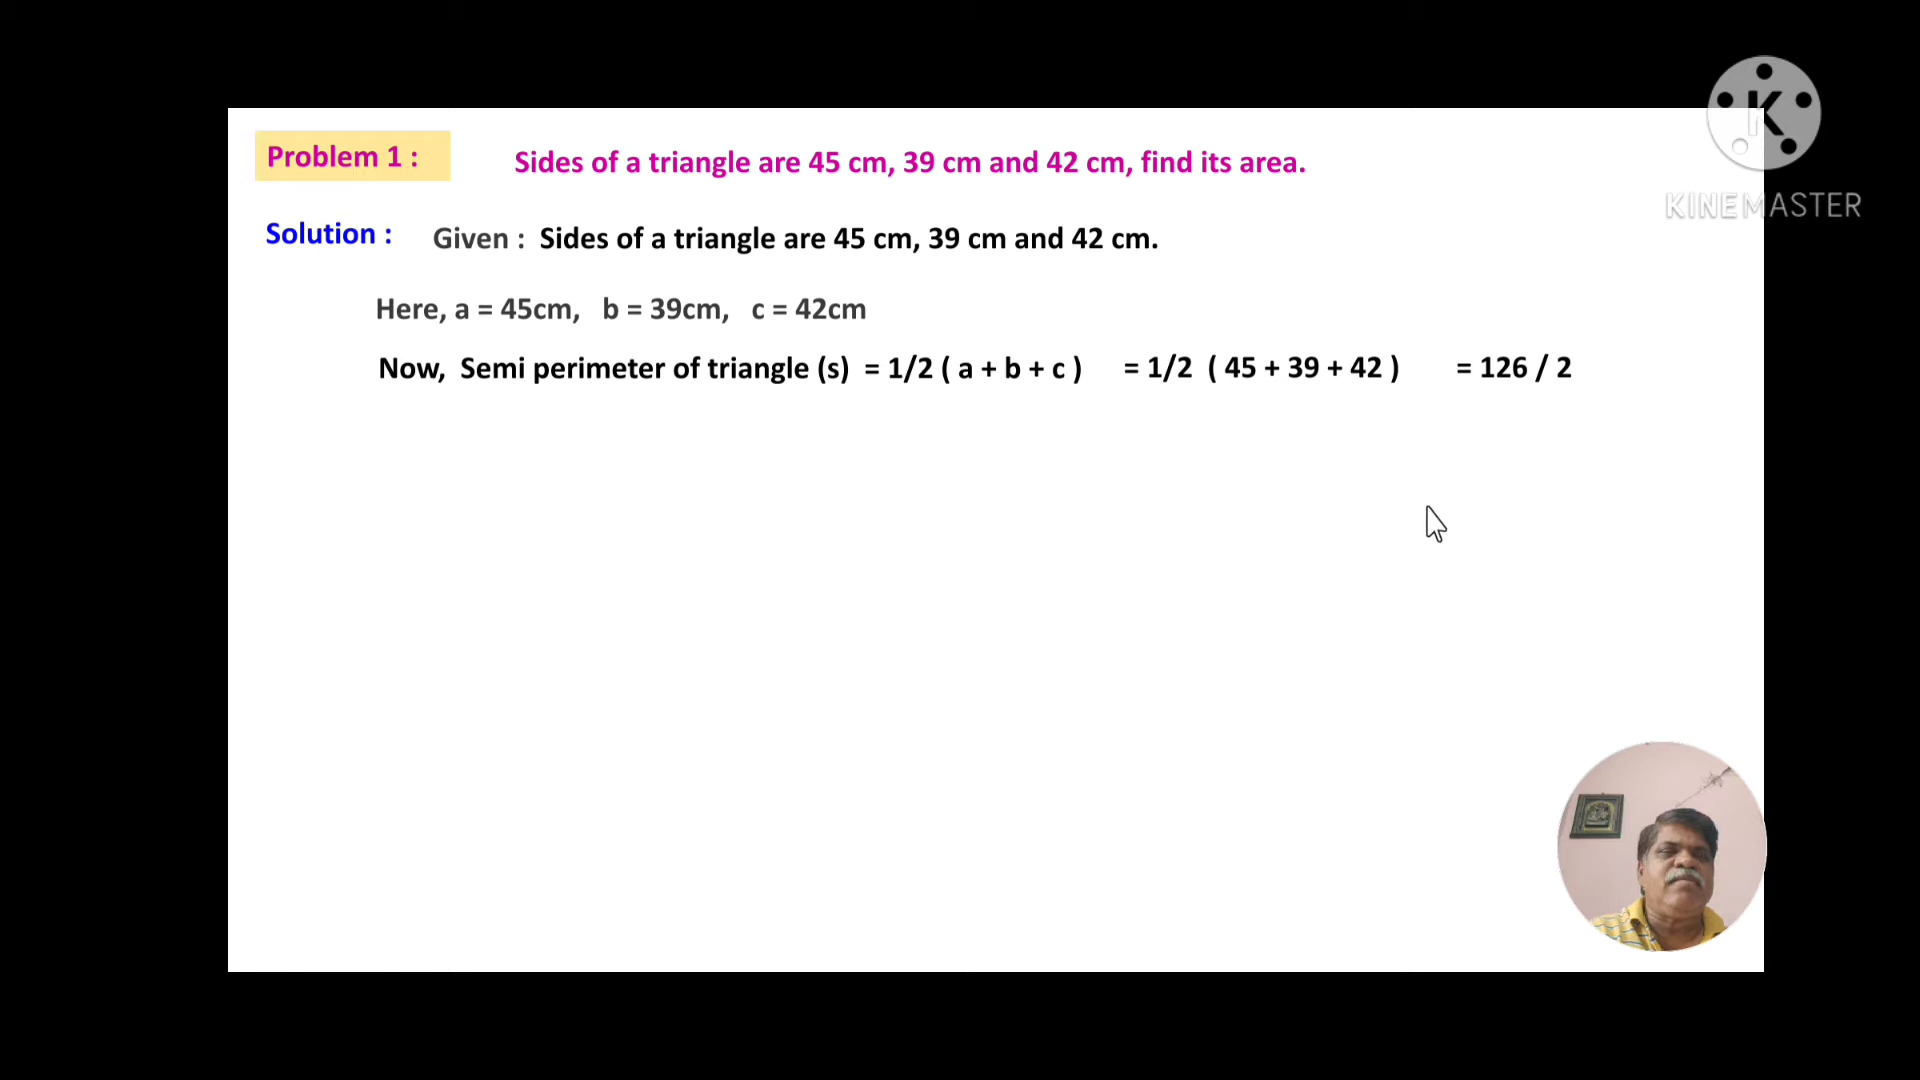 K
KINEMASTER
Problem 1 : Sides of a triangle are 45 cm, 39 cm and 42 cm, find its area.
Solution : Given : Sides of a triangle are 45 cm, 39 cm and 42 cm.
Here, a = 45cm, b = 39cm, c = 42cm
Now, Semi perimeter of triangle (s) = 1/2 ( a + b + c ) = 1/2 ( 45 + 39 + 42 ) = 126 / 2